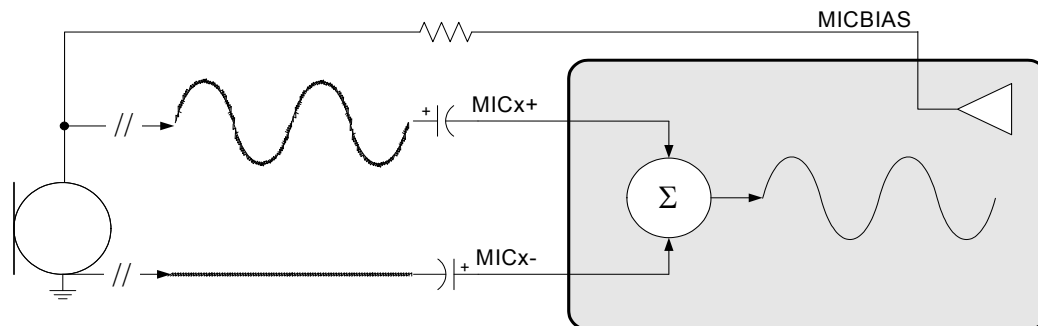 MICBIAS
+
MICx+
Σ
MICx-
+